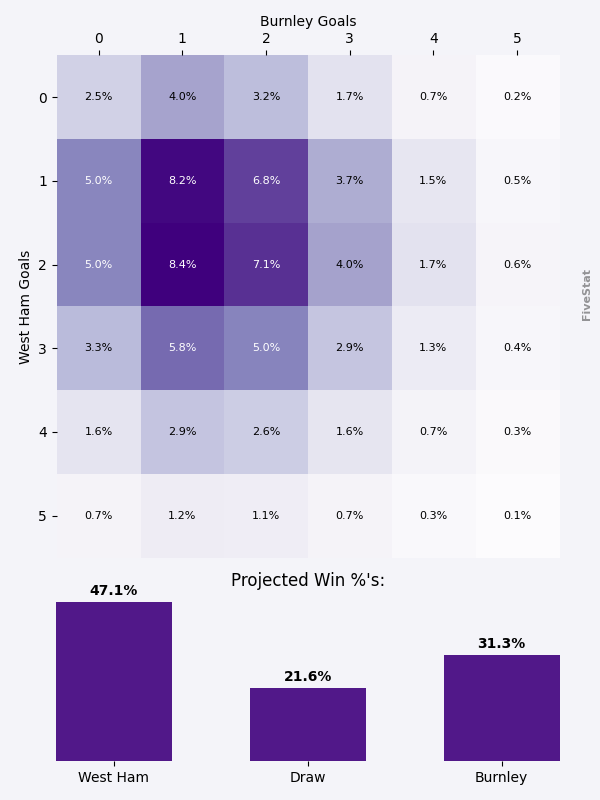 Burnley Goals
0 1 2 3 4 5
0 2.5% 4.0% 3.2% 1.7% 0.7% 0.2%
1 5.0% 8.2% 6.8% 3.7% 1.5% 0.5%
2 5.0% 8.4% 7.1% 4.0% 1.7% 0.6%
3 3.3% 5.8% 5.0% 2.9% 1.3% 0.4%
4 1.6% 2.9% 2.6% 1.6% 0.7% 0.3%
5 0.7% 1.2% 1.1% 0.7% 0.3% 0.1%
West Ham Goals
FiveStat
Projected Win %'s:
47.1% 21.6% 31.3%
West Ham Draw Burnley